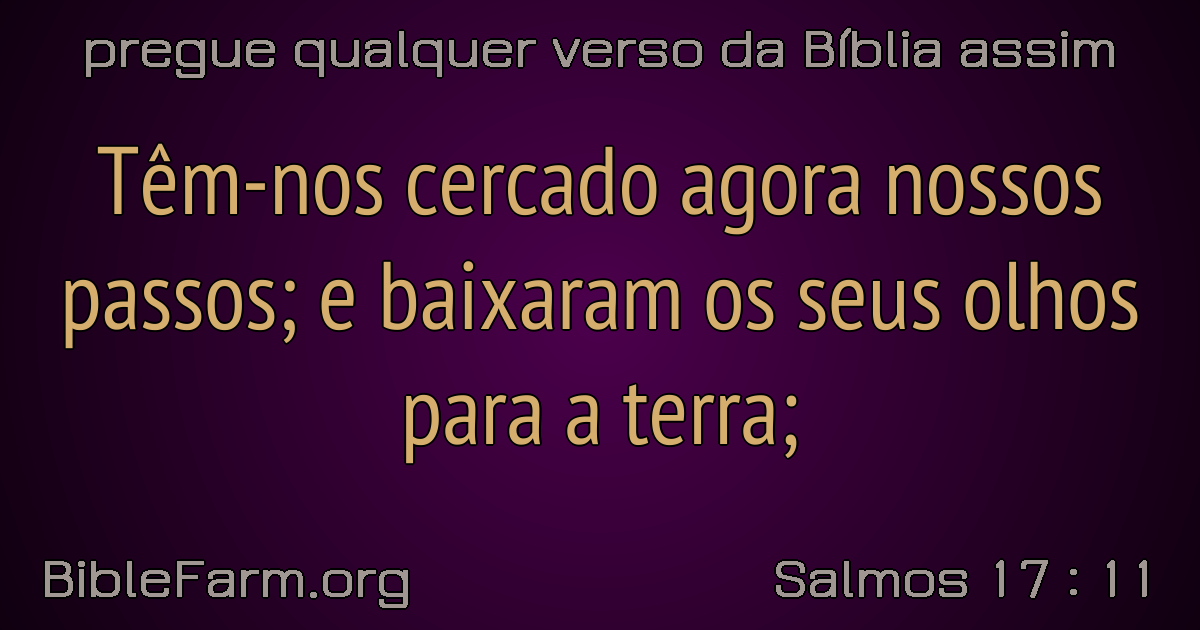 pregue qualquer verso da Bíblia assim
Têm-nos cercado agora nossos
passos; e baixaram os seus olhos
para a terra;
BibleFarm.org
Salmos 17 : 11